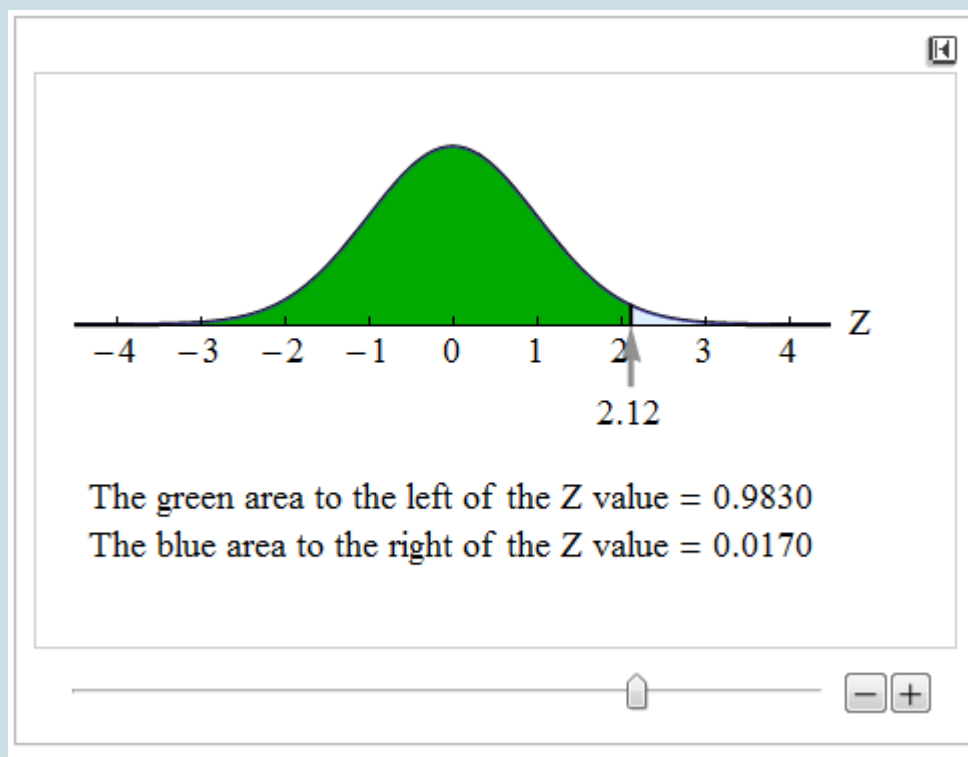 Z
−4 −3 −2 −1 0 1 2 3 4
2.12
The green area to the left of the Z value = 0.9830
The blue area to the right of the Z value = 0.0170